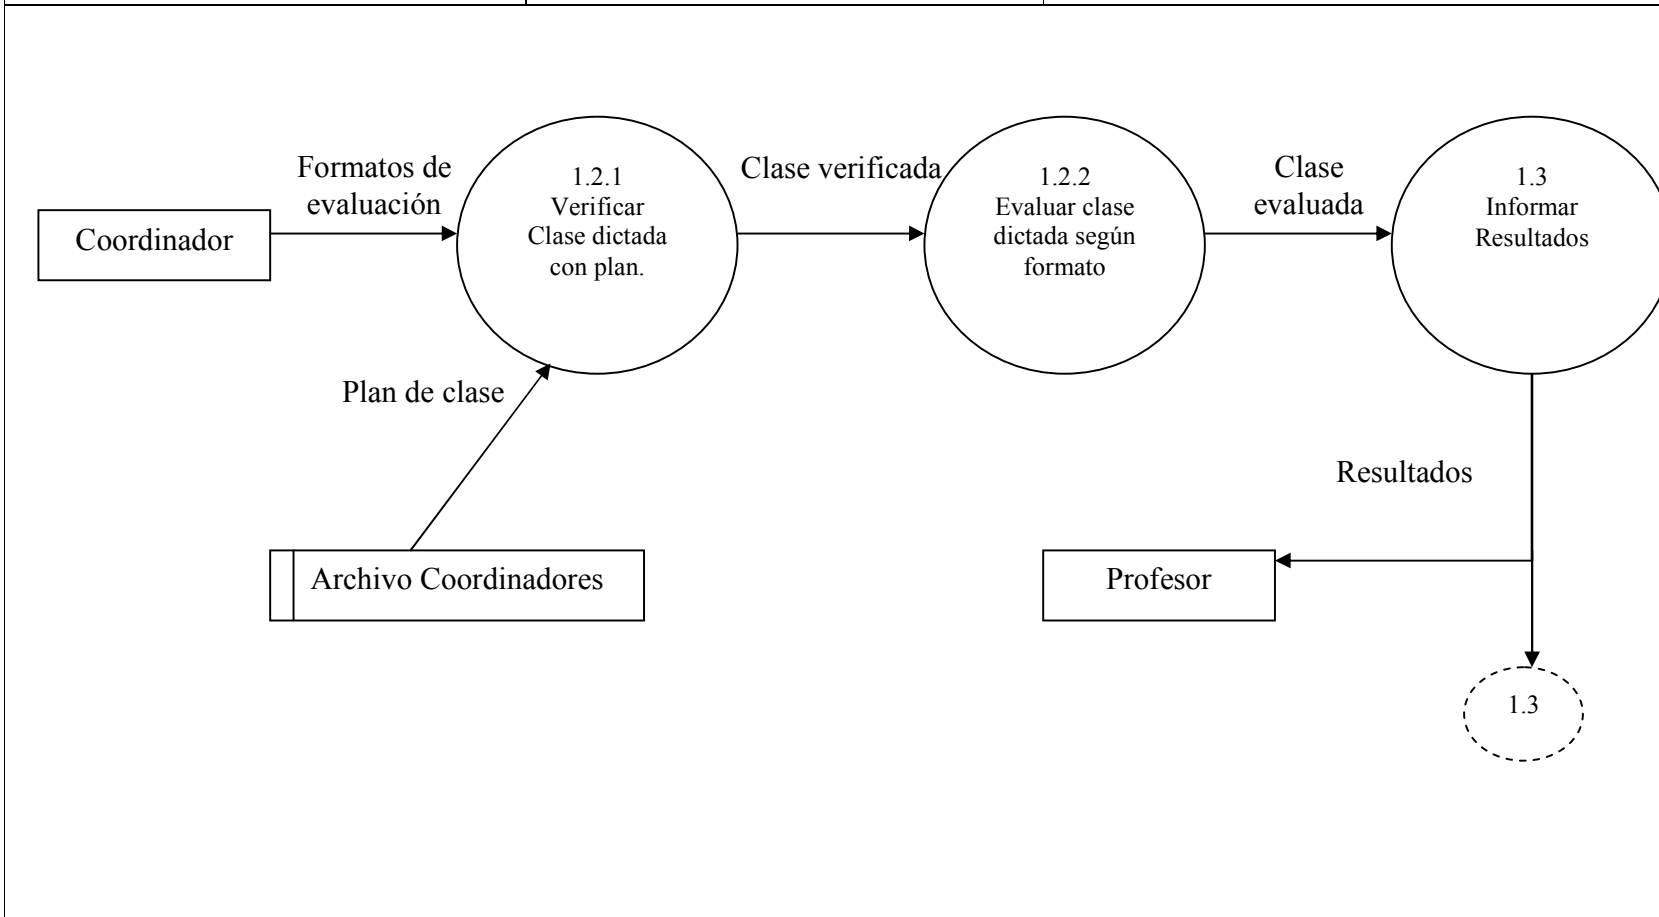 Formatos de
evaluación
Coordinador
1.2.1
Verificar
Clase dictada
con plan.
Clase verificada
1.2.2
Evaluar clase
dictada según
formato
Clase
evaluada
1.3
Informar
Resultados
Plan de clase
Archivo Coordinadores
Resultados
Profesor
1.3